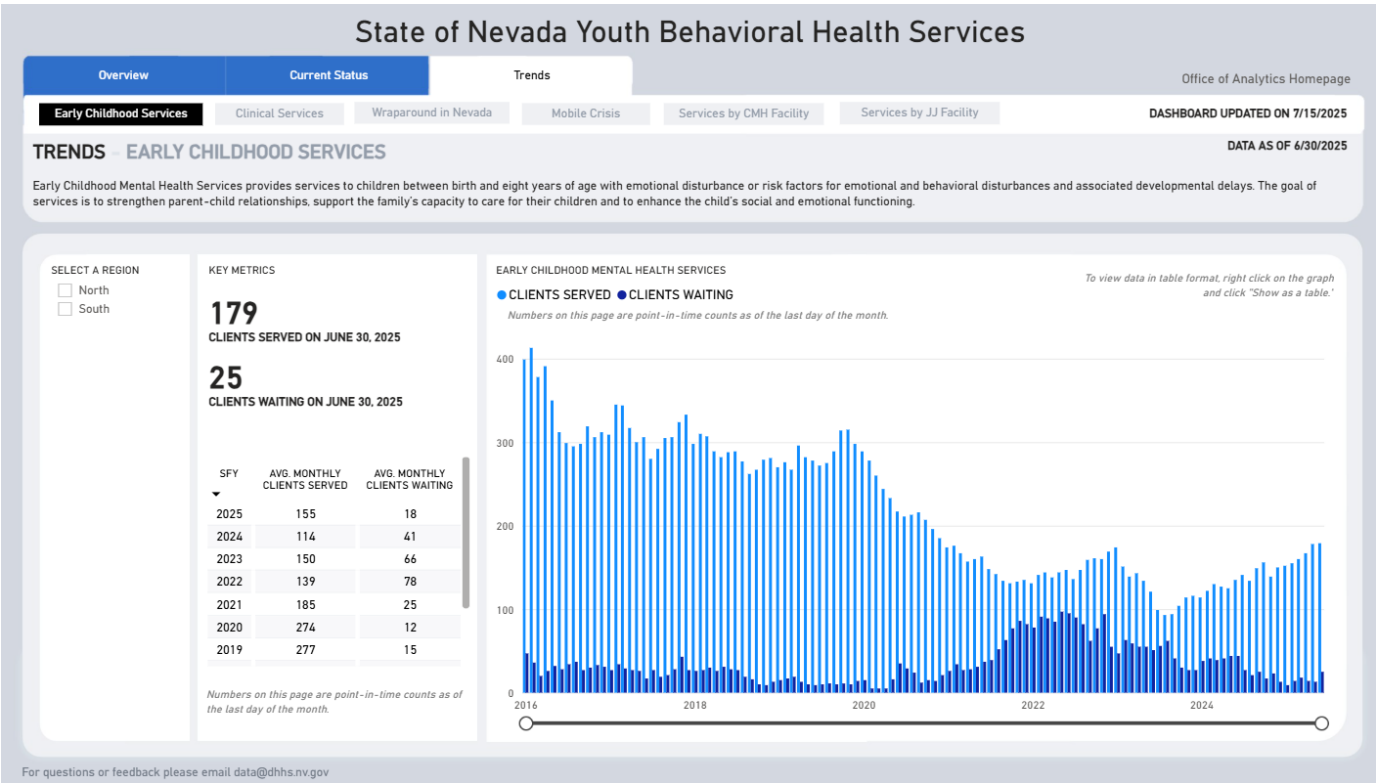 State of Nevada Youth Behavioral Health Services
Overview
Current Status
Trends
Office of Analytics Homepage
Early Childhood Services
Clinical Services
Wraparound in Nevada
Mobile Crisis
Services by CMH Facility
Services by JJ Facility
DASHBOARD UPDATED ON 7/15/2025
TRENDS - EARLY CHILDHOOD SERVICES
DATA AS OF 6/30/2025
Early Childhood Mental Health Services provides services to children between birth and eight years of age with emotional disturbance or risk factors for emotional and behavioral disturbances and associated developmental delays. The goal of
services is to strengthen parent-child relationships, support the family's capacity to care for their children and to enhance the child's social and emotional functioning.
SELECT A REGION
North
South
KEY METRICS
179
CLIENTS SERVED ON JUNE 30, 2025
25
CLIENTS WAITING ON JUNE 30, 2025
SFY AVG. MONTHLY AVG. MONTHLY
CLIENTS SERVED CLIENTS WAITING
2025 155 18
2024 114 41
2023 150 66
2022 139 78
2021 185 25
2020 274 12
2019 277 15
Numbers on this page are point-in-time counts as of
the last day of the month.
EARLY CHILDHOOD MENTAL HEALTH SERVICES
CLIENTS SERVED CLIENTS WAITING
Numbers on this page are point-in-time counts as of the last day of the month.
To view data in table format, right click on the graph
and click "Show as a table."
400
300
200
100
0
2016 2018 2020 2022 2024
For questions or feedback please email data@dhhs.nv.gov